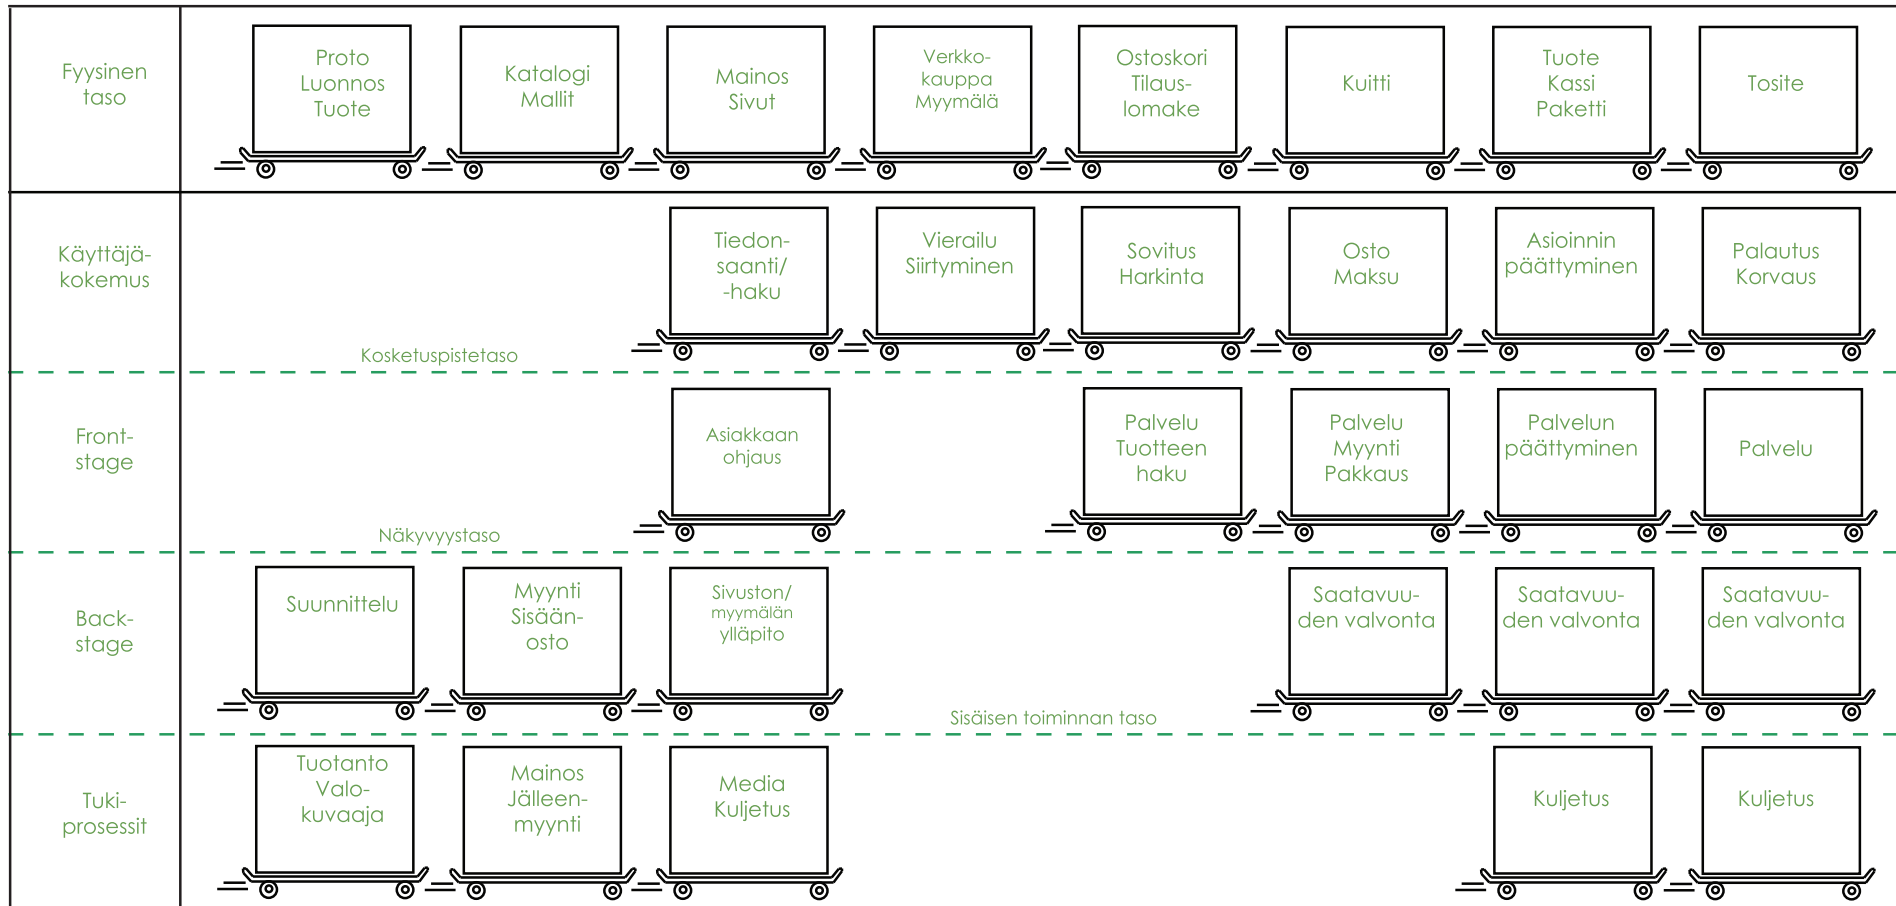 Fyysinen
taso
Proto
Luonnos
Tuote
Katalogi
Mallit
Mainos
Sivut
Verkko-
kauppa
Myymälä
Ostoskori
Tilaus-
lomake
Kuitti
Tuote
Kassi
Paketti
Tosite
Käyttäjä-
kokemus
Tiedon-
saanti/
-haku
Vierailu
Siirtyminen
Sovitus
Harkinta
Osto
Maksu
Asioinnin
päättyminen
Palautus
Korvaus
Kosketuspistetaso
Front-
stage
Asiakkaan
ohjaus
Palvelu
Tuotteen
haku
Palvelu
Myynti
Pakkaus
Palvelun
päättyminen
Palvelu
Näkyvyystaso
Back-
stage
Suunnittelu
Myynti
Sisään-
osto
Sivuston/
myymälän
ylläpito
Saatavuu-
den valvonta
Saatavuu-
den valvonta
Saatavuu-
den valvonta
Sisäisen toiminnan taso
Tuki-
prosessit
Tuotanto
Valo-
kuvaaja
Mainos
Jälleen-
myynti
Media
Kuljetus
Kuljetus
Kuljetus